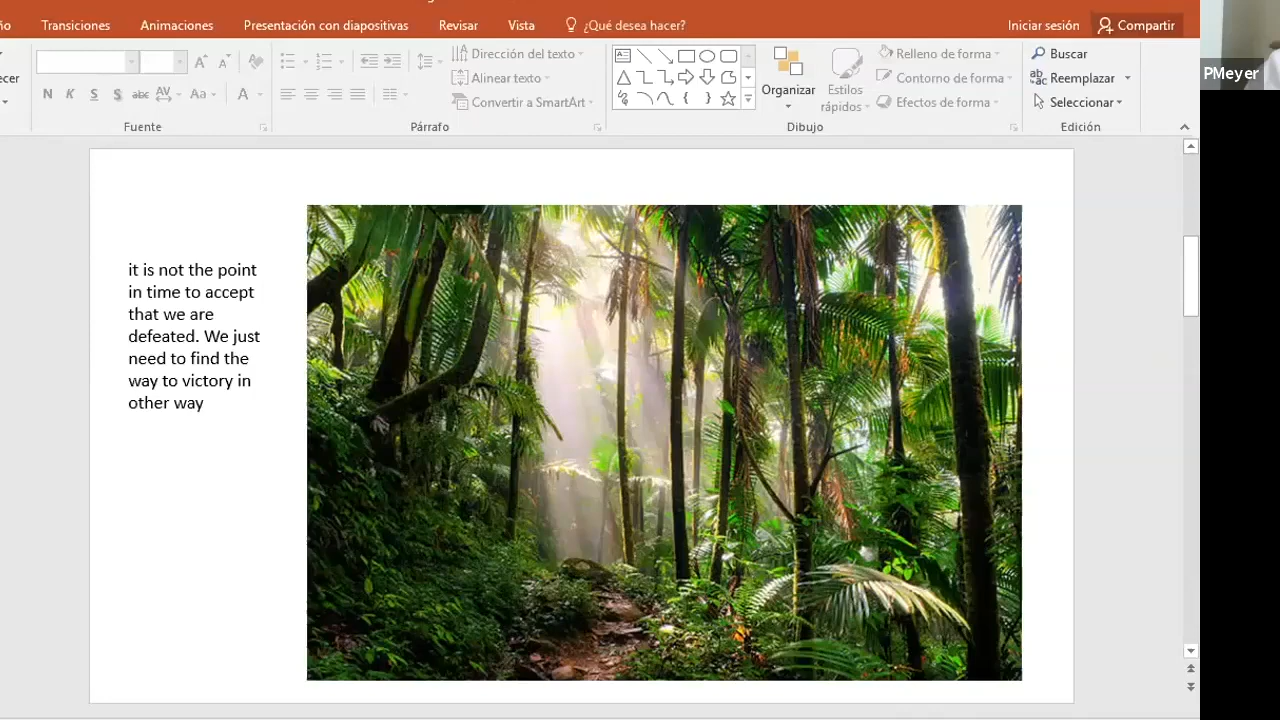 Transiciones Animaciones Presentación con diapositivas Revisar Vista ¿Qué desea hacer? Iniciar sesión Compartir
PMeyer
Dirección del texto
Relleno de forma
Buscar
N K S S abc AV Aa A
Alinear texto
Organizar
Estilos rápidos
Contorno de forma
Reemplazar
Convertir a SmartArt
Efectos de forma
Seleccionar
Fuente Párrafo Dibujo Edición
it is not the point
in time to accept
that we are
defeated. We just
need to find the
way to victory in
other way